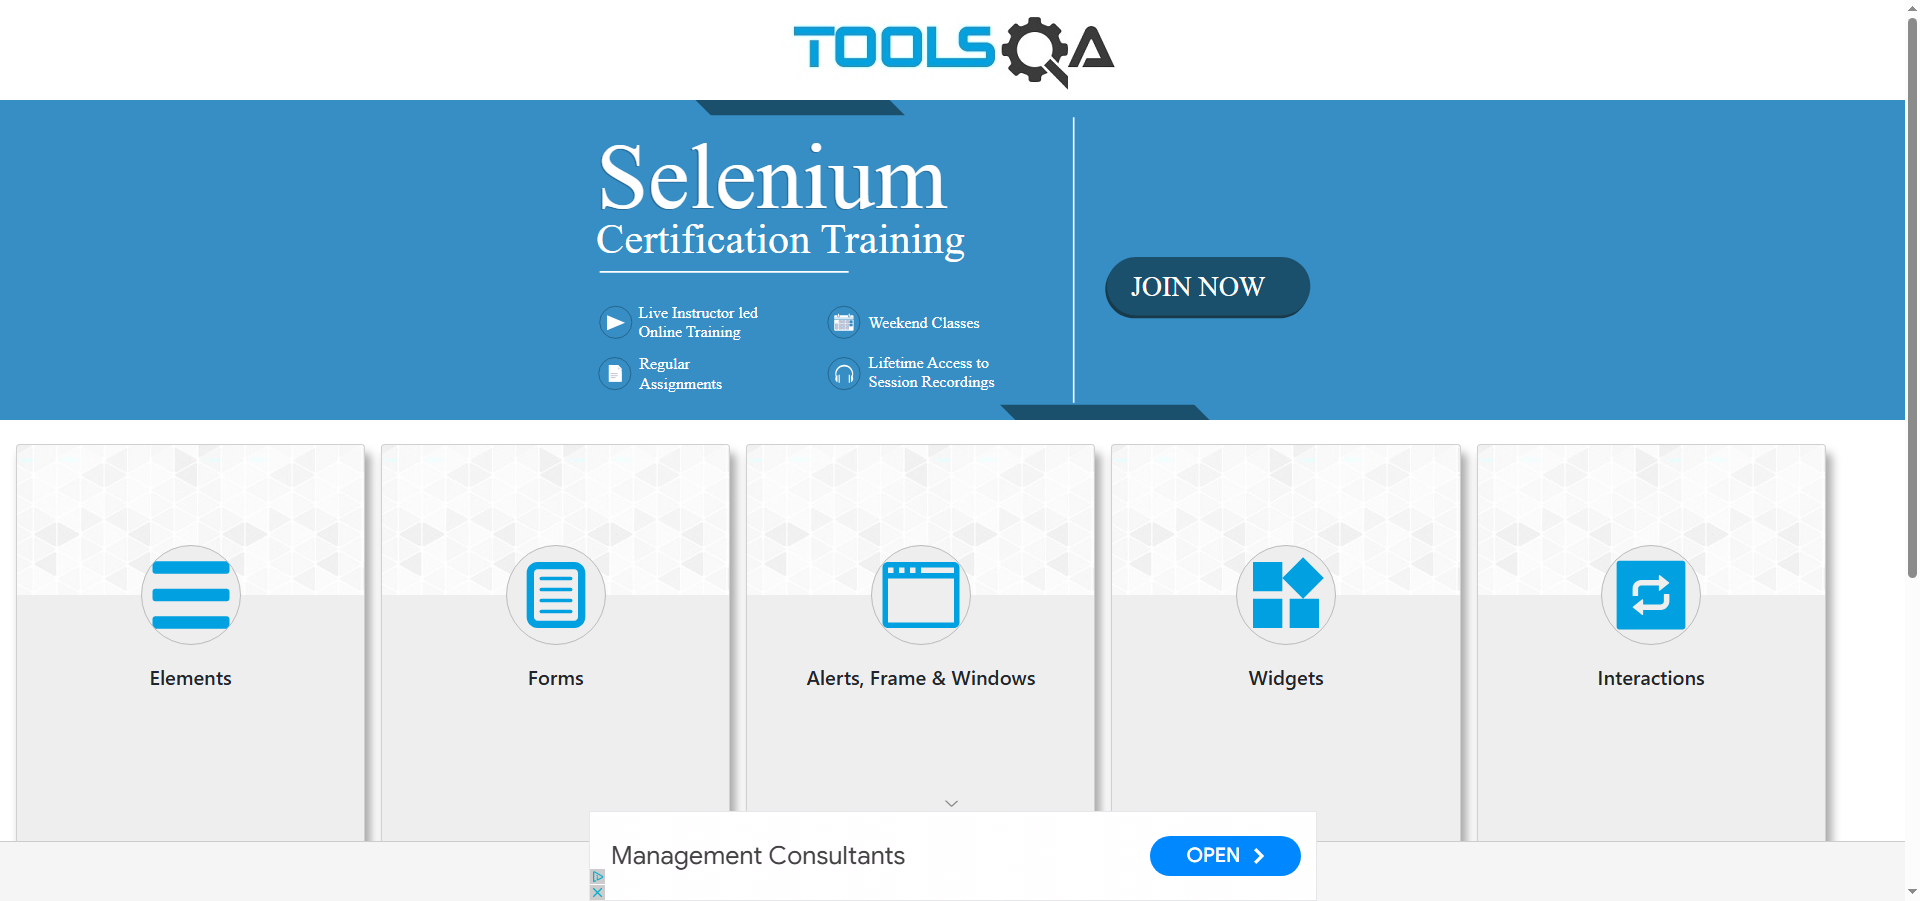 TOOLSQA
Selenium
Certification Training
Live Instructor led
Online Training
Weekend Classes
Regular
Assignments
Lifetime Access to
Session Recordings
JOIN NOW
Elements
Forms
Alerts, Frame & Windows
Widgets
Interactions
Management Consultants
OPEN